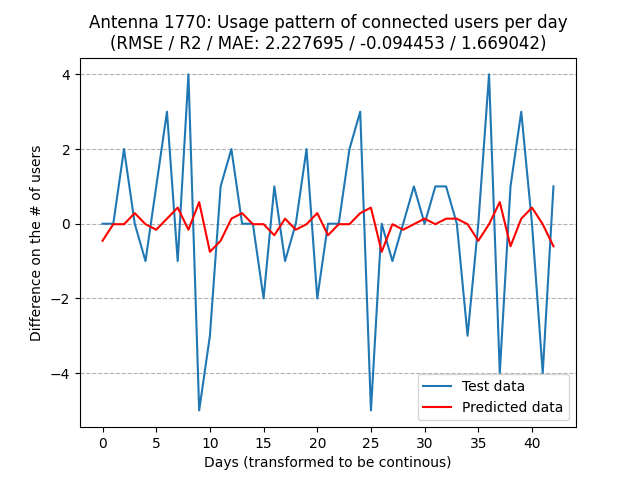 Antenna 1770: Usage pattern of connected users per day
(RMSE / R2 / MAE: 2.227695 / -0.094453 / 1.669042)
Difference on the # of users
4
2
0
−2
−4
0 5 10 15 20 25 30 35 40
Days (transformed to be continous)
Test data
Predicted data